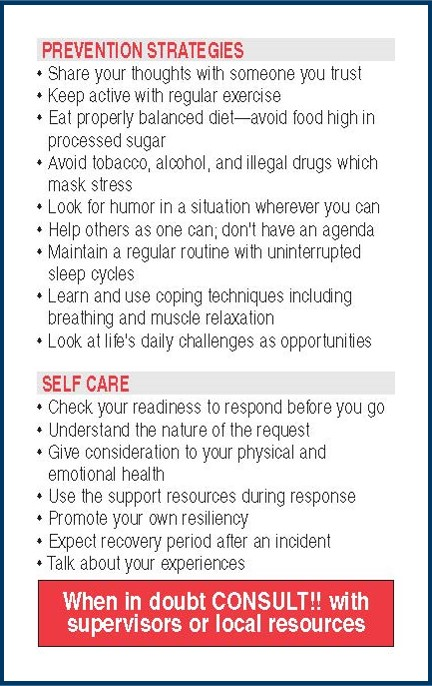 PREVENTION STRATEGIES
• Share your thoughts with someone you trust
• Keep active with regular exercise
• Eat properly balanced diet—avoid food high in
processed sugar
• Avoid tobacco, alcohol, and illegal drugs which
mask stress
• Look for humor in a situation wherever you can
• Help others as one can; don't have an agenda
• Maintain a regular routine with uninterrupted
sleep cycles
• Learn and use coping techniques including
breathing and muscle relaxation
• Look at life's daily challenges as opportunities
SELF CARE
• Check your readiness to respond before you go
• Understand the nature of the request
• Give consideration to your physical and
emotional health
• Use the support resources during response
• Promote your own resiliency
• Expect recovery period after an incident
• Talk about your experiences
When in doubt CONSULT!! with
supervisors or local resources